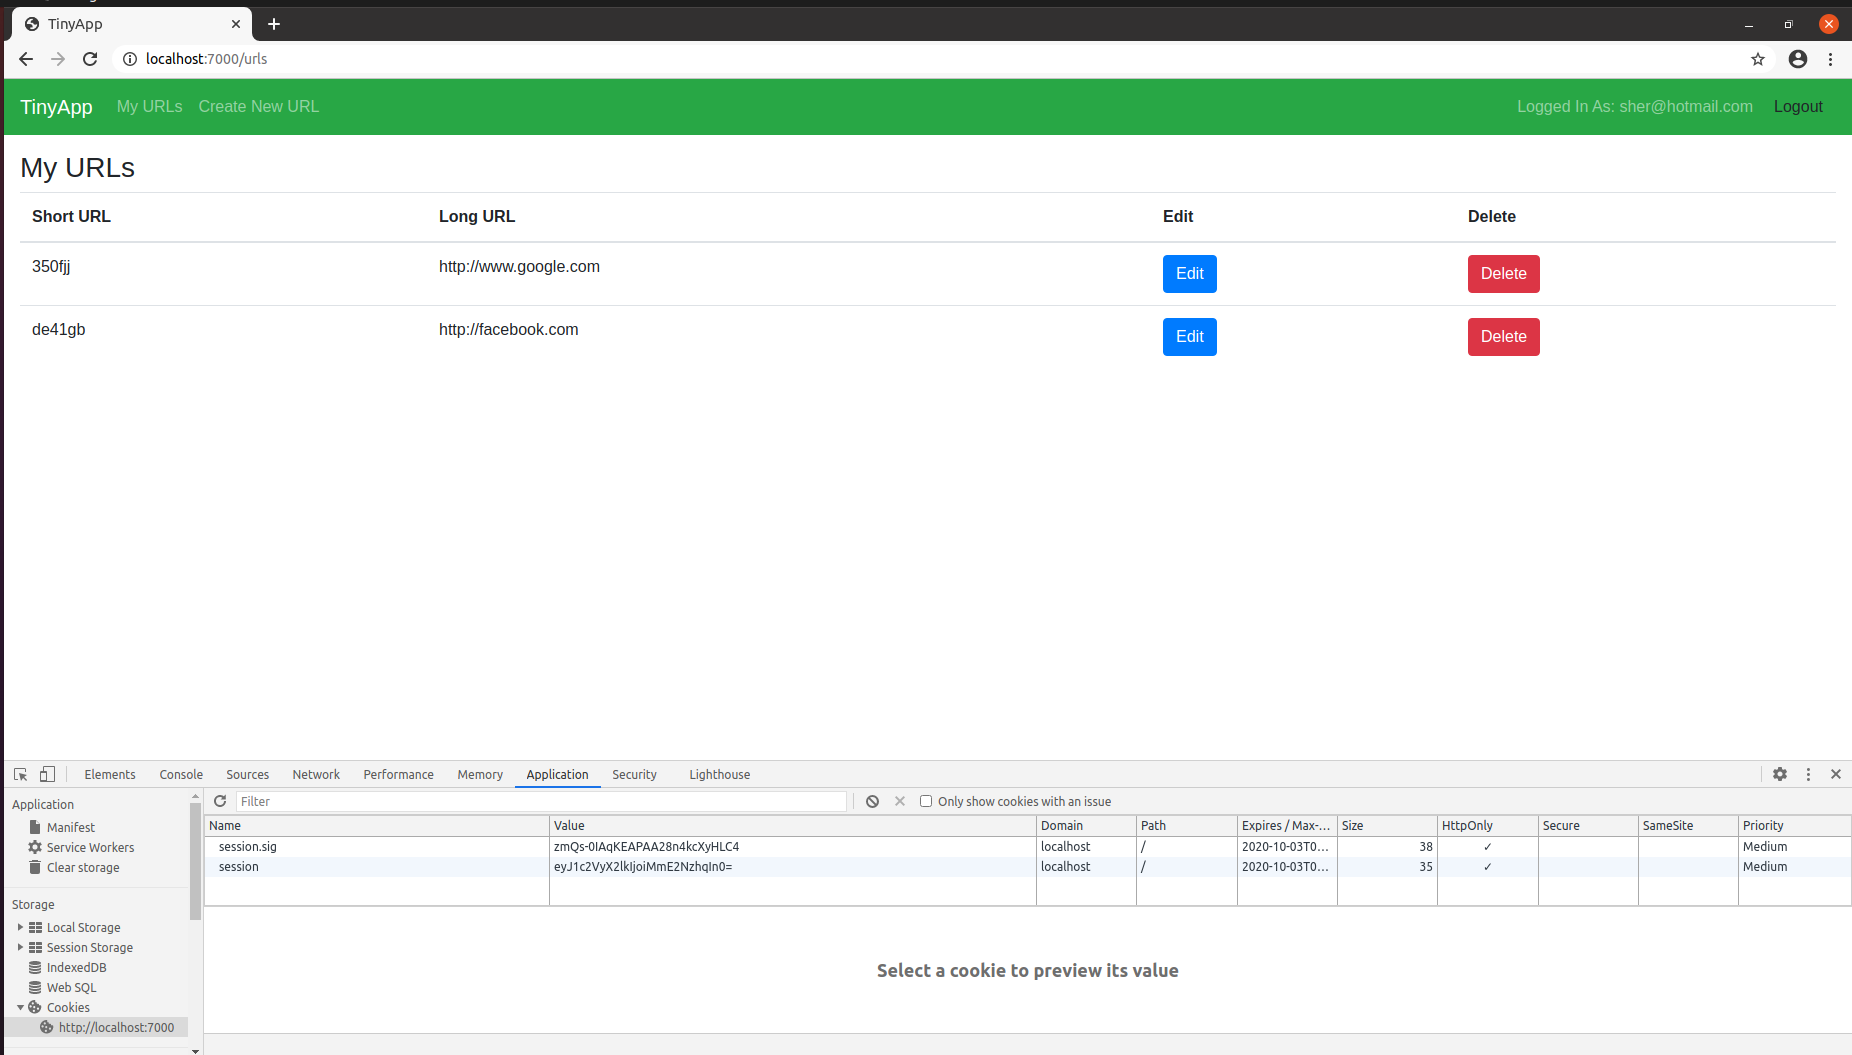 TinyApp
localhost:7000/urls
TinyApp My URLs Create New URL Logged In As: sher@hotmail.com Logout
My URLs
Short URL Long URL Edit Delete
350fjj http://www.google.com Edit Delete
de41gb http://facebook.com Edit Delete
Elements Console Sources Network Performance Memory Application Security Lighthouse
Application
Manifest
Service Workers
Clear storage
Storage
Local Storage
Session Storage
IndexedDB
Web SQL
Cookies
http://localhost:7000
Filter Only show cookies with an issue
Name Value Domain Path Expires / Max-... Size HttpOnly Secure SameSite Priority
session.sig zmQs-0IAqKEAPAA28n4kcXyHLC4 localhost / 2020-10-03T0... 38 ✓ Medium
session eyJ1c2VyX2lkIjoiMmE2NzhqIn0= localhost / 2020-10-03T0... 35 ✓ Medium
Select a cookie to preview its value